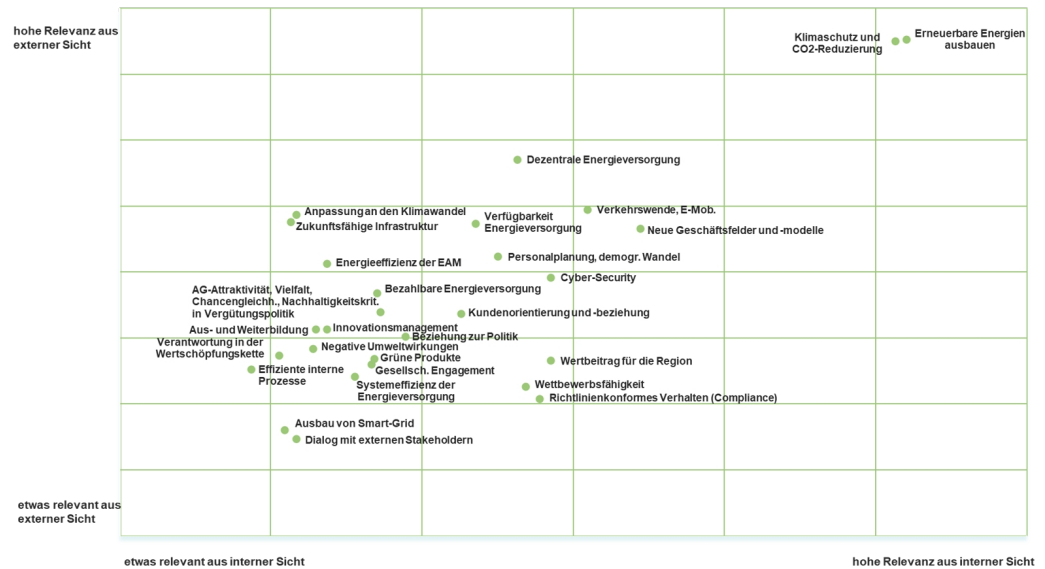 hohe Relevanz aus
externer Sicht
Klimaschutz und
CO2-Reduzierung
Erneuerbare Energien
ausbauen
Dezentrale Energieversorgung
Anpassung an den Klimawandel
Zukunftsfähige Infrastruktur
Verfügbarkeit
Energieversorgung
Verkehrswende, E-Mob.
Neue Geschäftsfelder und -modelle
Energieeffizienz der EAM
Personalplanung, demogr. Wandel
Cyber-Security
AG-Attraktivität, Vielfalt,
Chancengleichh., Nachhaltigkeitskrit.
in Vergütungspolitik
Bezahlbare Energieversorgung
Kundenorientierung und -beziehung
Aus- und Weiterbildung
Innovationsmanagement
Beziehung zur Politik
Verantwortung in der
Wertschöpfungskette
Negative Umweltwirkungen
Grüne Produkte
Gesellsch. Engagement
Wertbeitrag für die Region
Effiziente interne
Prozesse
Systemeffizienz der
Energieversorgung
Wettbewerbsfähigkeit
Richtlinienkonformes Verhalten (Compliance)
Ausbau von Smart-Grid
Dialog mit externen Stakeholdern
etwas relevant aus
externer Sicht
etwas relevant aus interner Sicht
hohe Relevanz aus interner Sicht